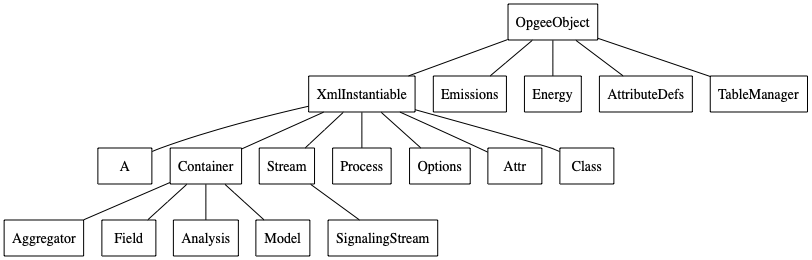 OpgeeObject
XmlInstantiable
Emissions
Energy
AttributeDefs
TableManager
A
Container
Stream
Process
Options
Attr
Class
Aggregator
Field
Analysis
Model
SignalingStream